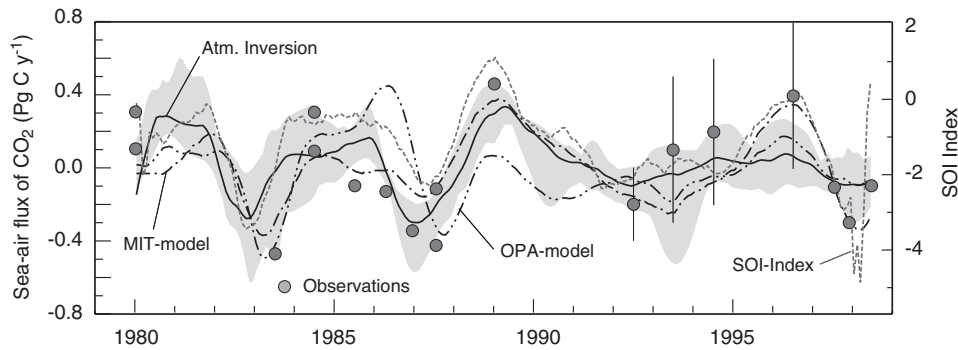 Sea-air flux of CO2 (Pg C y-1)
0.8
0.4
0.0
-0.4
-0.8
Atm. Inversion
MIT-model
OPA-model
SOI-Index
Observations
1980
1985
1990
1995
2
0
-2
-4
SOI Index